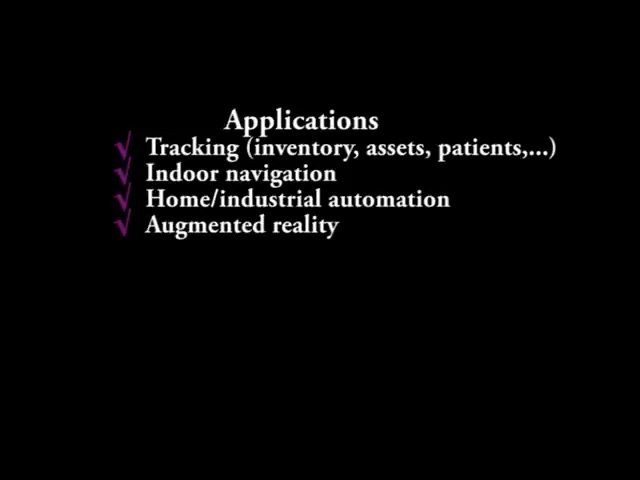 Applications
√ Tracking (inventory, assets, patients,...)
√ Indoor navigation
√ Home/industrial automation
√ Augmented reality